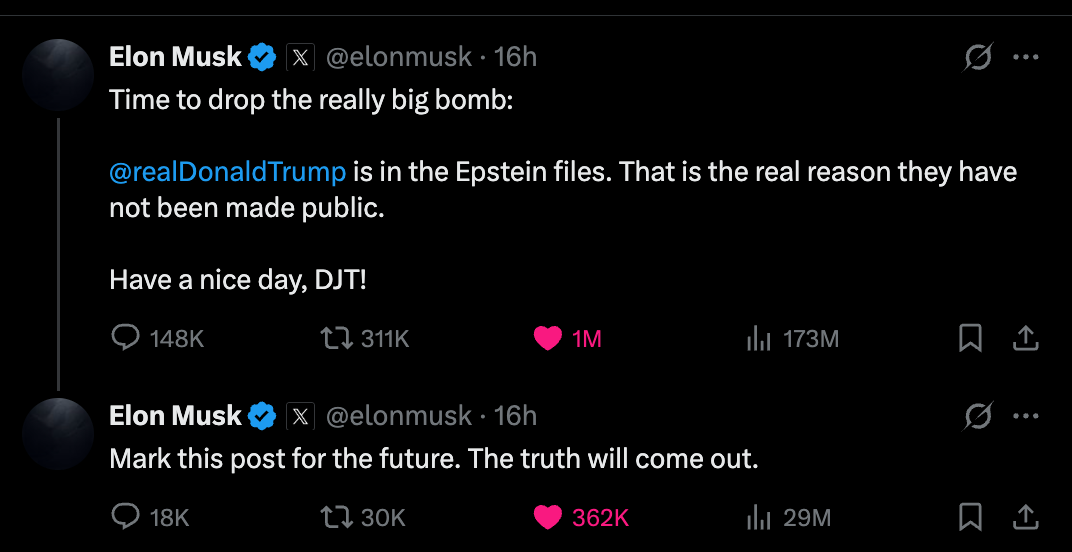 Elon Musk @elonmusk · 16h
Time to drop the really big bomb:
@realDonaldTrump is in the Epstein files. That is the real reason they have
not been made public.
Have a nice day, DJT!
148K 311K 1M 173M
Elon Musk @elonmusk · 16h
Mark this post for the future. The truth will come out.
18K 30K 362K 29M